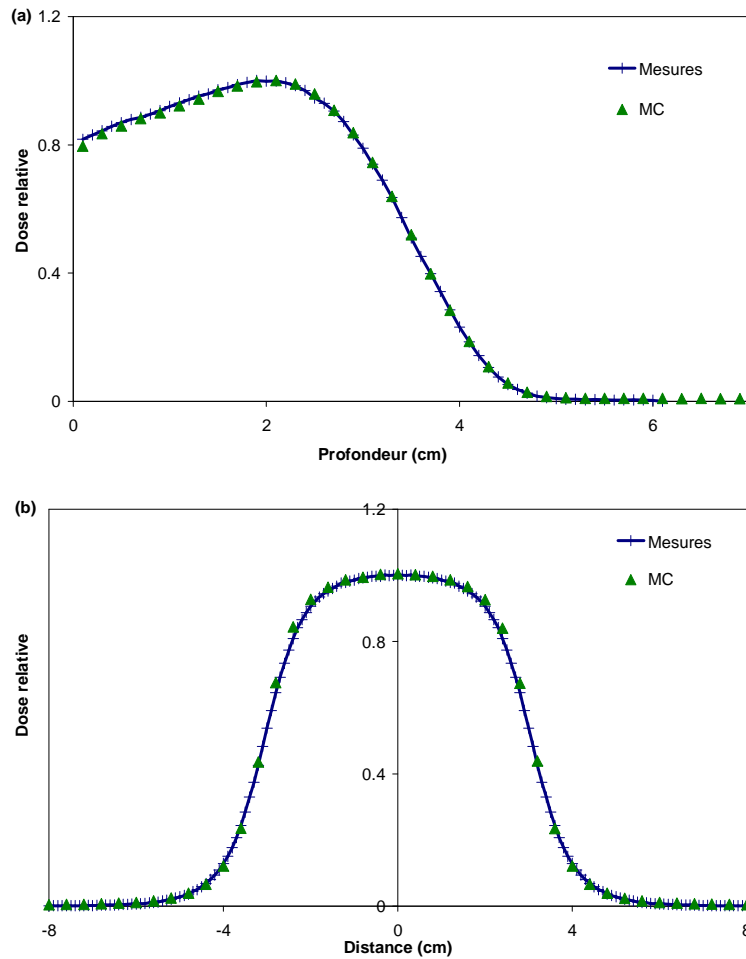 (a)
1.2
Mesures
MC
0.8
Dose relative
0.4
0
0
2
4
6
Profondeur (cm)
(b)
1.2
Mesures
MC
0.8
Dose relative
0.4
0
-8
-4
0
4
8
Distance (cm)